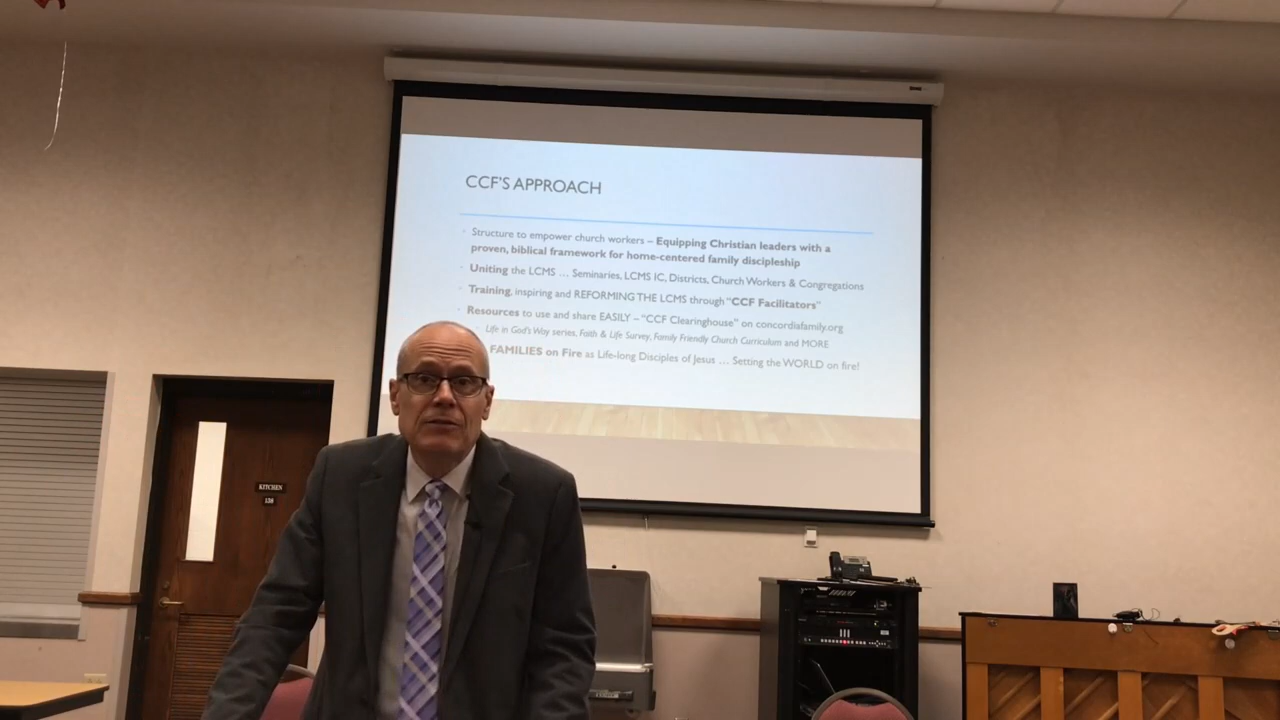 CCF'S APPROACH
Structure to empower church workers – Equipping Christian leaders with a
proven, biblical framework for home-centered family discipleship
Uniting the LCMS … Seminaries, LCMS IC, Districts, Church Workers & Congregations
Training, inspiring and REFORMING THE LCMS through "CCF Facilitators"
Resources to use and share EASILY – "CCF Clearinghouse" on concordiafamily.org
Life in God's Way series, Faith & Life Survey, Family Friendly Church Curriculum and MORE
FAMILIES on Fire as Life-long Disciples of Jesus … Setting the WORLD on fire!
KITCHEN
138